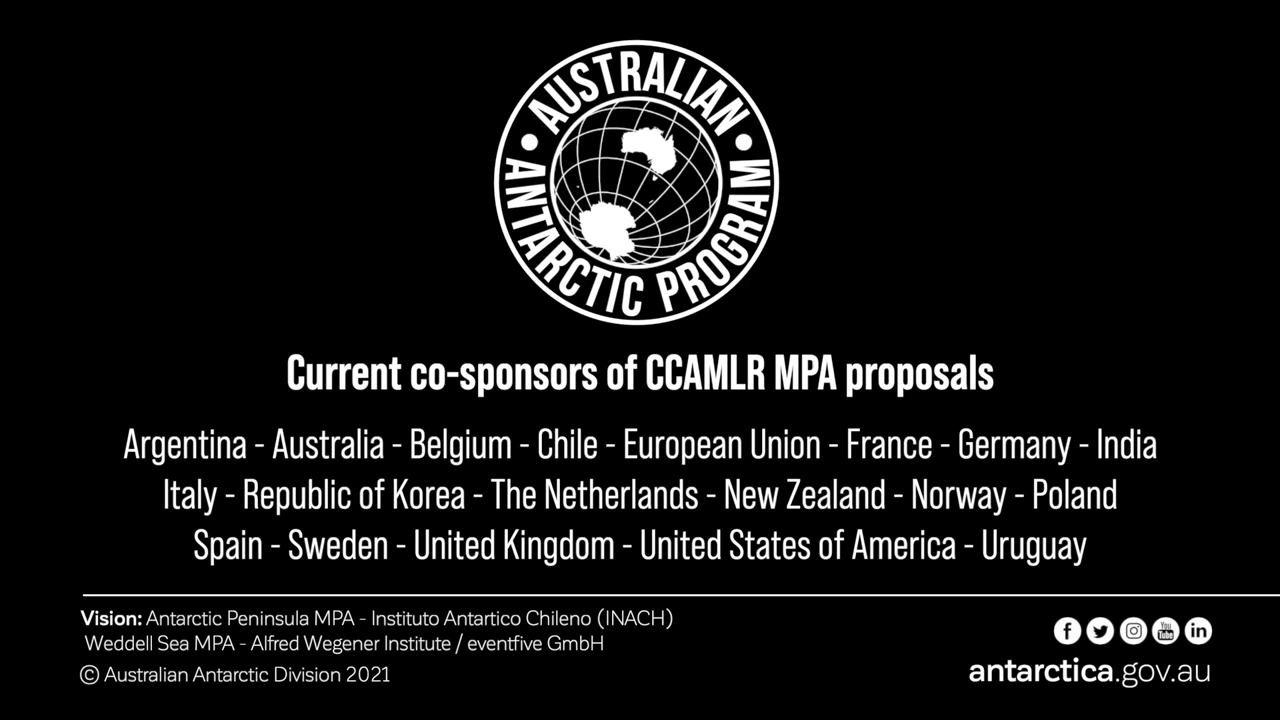 AUSTRALIAN
ANTARCTIC PROGRAM
Current co-sponsors of CCAMLR MPA proposals
Argentina - Australia - Belgium - Chile - European Union - France - Germany - India
Italy - Republic of Korea - The Netherlands - New Zealand - Norway - Poland
Spain - Sweden - United Kingdom - United States of America - Uruguay
Vision: Antarctic Peninsula MPA - Instituto Antartico Chileno (INACH)
Weddell Sea MPA - Alfred Wegener Institute / eventfive GmbH
© Australian Antarctic Division 2021
You Tube
antarctica.gov.au